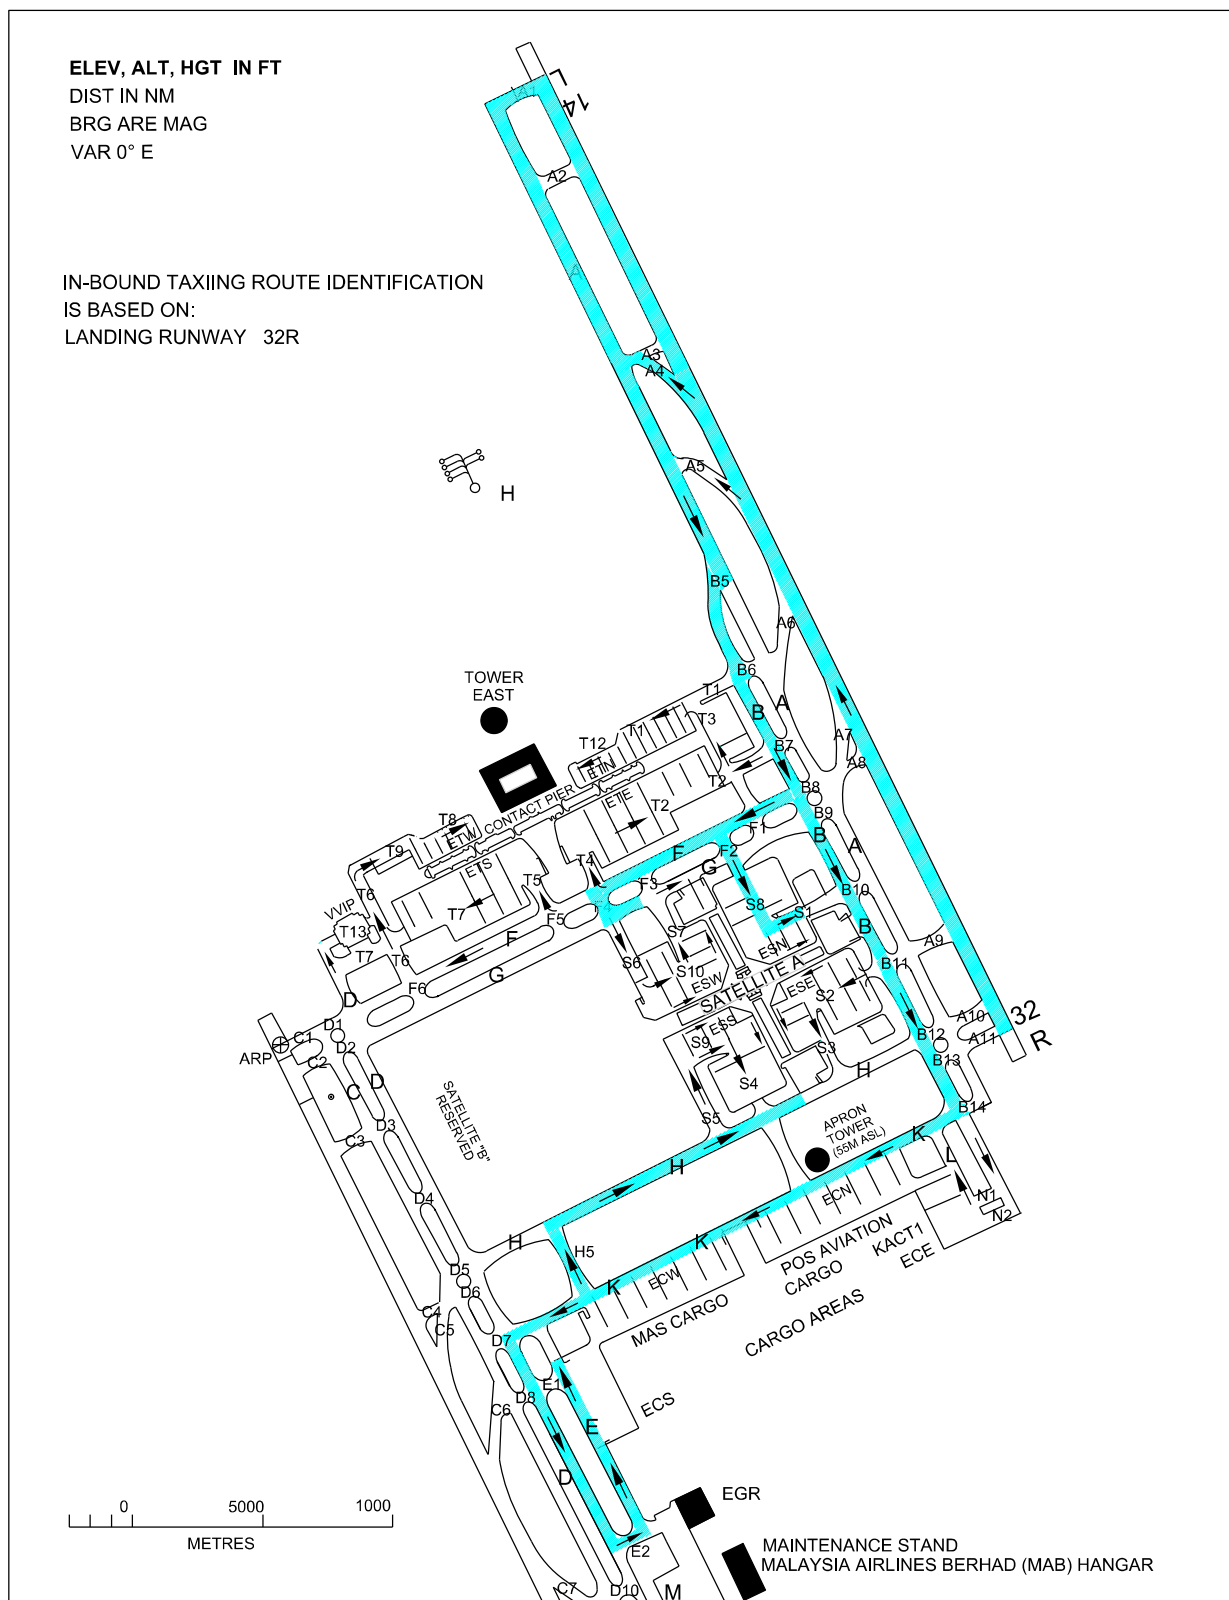 ELEV, ALT, HGT IN FT
DIST IN NM
BRG ARE MAG
VAR 0° E
14
L
A2
A
IN-BOUND TAXIING ROUTE IDENTIFICATION
IS BASED ON:
LANDING RUNWAY 32R
A3
A4
A5
H
B5
A6
B6
TOWER
EAST
T1
B
A
T3
T1
T12
A7
B7
A8
ETN
T2
B8
CONTACT PIER
ETE
T2
B9
T8
ETW
F1
B
A
F
F2
G
T9
ETS
T4
T5
F3
B10
T6
S8
VVIP
T7
F5
S1
B
T13
F
S7
A9
T7
T6
S6
ESN
B11
G
S10
ESW
SATELLITE A
ESE
S2
D
F6
A10
32
R
D1
C1
ARP
C2
D2
ESS
S9
S3
B12
A11
B13
H
C
D
SATELLITE "B"
RESERVED
S4
S5
B14
D3
C3
APRON
TOWER
(55M ASL)
K
L
H
D4
ECN
N1
N2
H
H5
K
POS AVIATION
CARGO
KACT1
ECE
D5
D6
K
ECW
C4
C5
MAS CARGO
CARGO AREAS
D7
E1
D8
C6
ECS
E
D
0
5000
1000
METRES
EGR
E2
MAINTENANCE STAND
MALAYSIA AIRLINES BERHAD (MAB) HANGAR
C7
D10
M